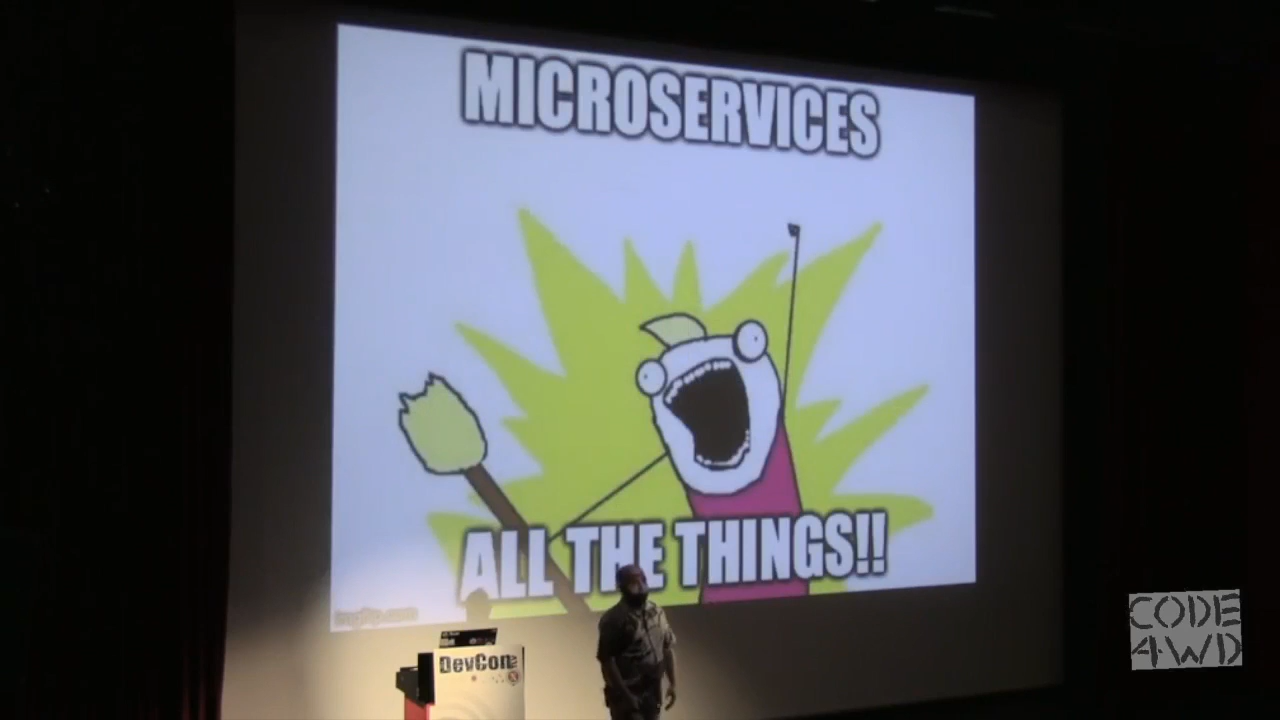 MICROSERVICES
ALL THE THINGS!!
DevCon
CODE
4WD